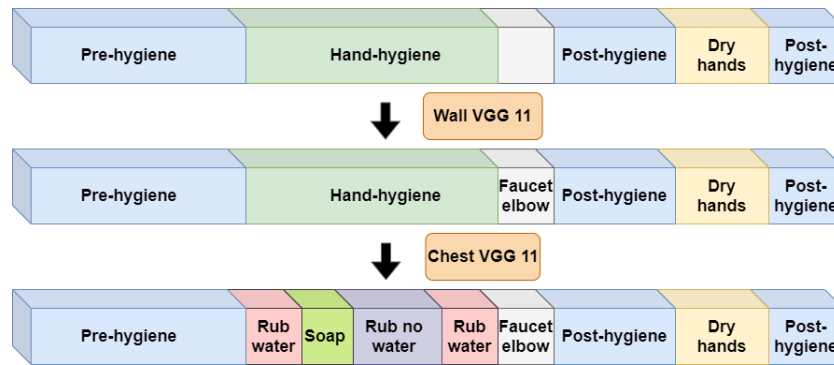 Pre-hygiene Hand-hygiene Post-hygiene Dry hands Post-hygiene
Wall VGG 11
Pre-hygiene Hand-hygiene Faucet elbow Post-hygiene Dry hands Post-hygiene
Chest VGG 11
Pre-hygiene Rub water Soap Rub no water Rub water Faucet elbow Post-hygiene Dry hands Post-hygiene